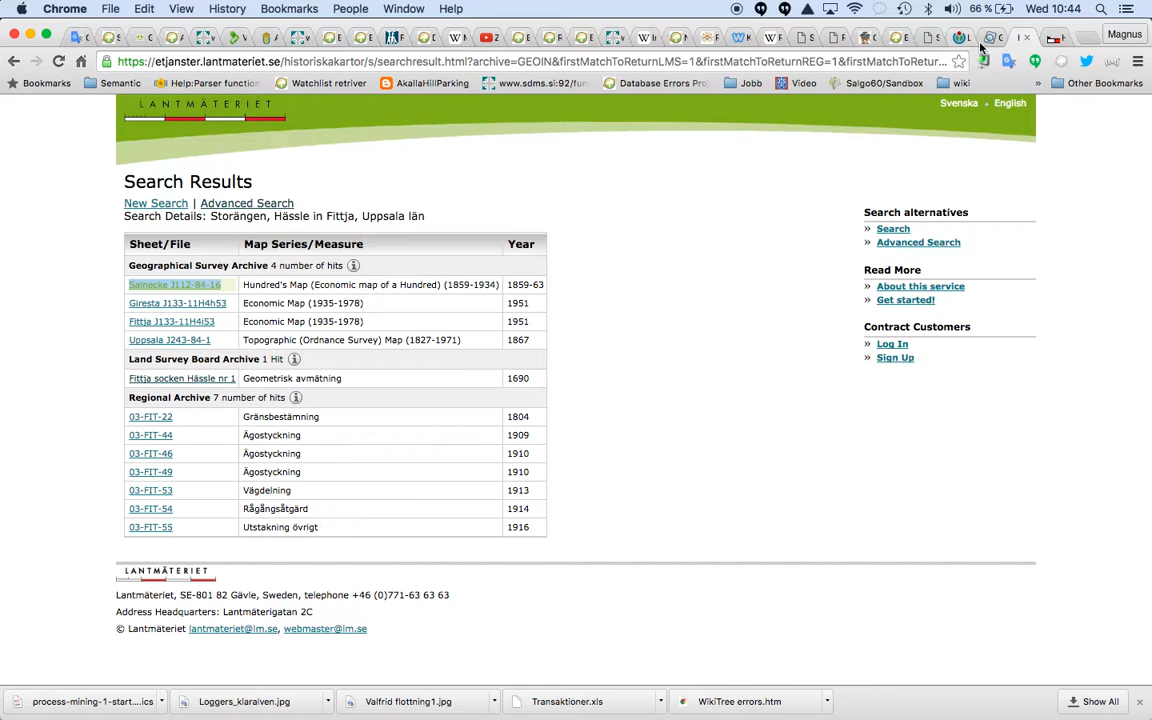 Chrome File Edit View History Bookmarks People Window Help 66 % Wed 10:44
Magnus
https://etjanster.lantmateriet.se/historiskakartor/s/searchresult.html?archive=GEOIN&firstMatchToReturnLMS=1&firstMatchToReturnREG=1&firstMatchToRetur...
Bookmarks Semantic Watchlist retriver AkallaHillParking www.sdms.si:92/fun Database Errors Pro Jobb Video Salgo60/Sandbox wiki » Other Bookmarks
LANTMÄTERIET
Svenska English
Search Results
New Search | Advanced Search
Search Details: Storängen, Hässle in Fittja, Uppsala län
Sheet/File Map Series/Measure Year
Geographical Survey Archive 4 number of hits
Salnecke J112-84-16 Hundred's Map (Economic map of a Hundred) (1859-1934) 1859-63
Giresta J133-11H4h53 Economic Map (1935-1978) 1951
Fittja J133-11H4i53 Economic Map (1935-1978) 1951
Uppsala J243-84-1 Topographic (Ordnance Survey) Map (1827-1971) 1867
Land Survey Board Archive 1 Hit
Fittja socken Hässle nr 1 Geometrisk avmätning 1690
Regional Archive 7 number of hits
03-FIT-22 Gränsbestämning 1804
03-FIT-44 Ägostyckning 1909
03-FIT-46 Ägostyckning 1910
03-FIT-49 Ägostyckning 1910
03-FIT-53 Vägdelning 1913
03-FIT-54 Rågångsåtgärd 1914
03-FIT-55 Utstakning övrigt 1916
Search alternatives
» Search
» Advanced Search
Read More
» About this service
» Get started!
Contract Customers
» Log In
» Sign Up
LANTMÄTERIET
Lantmäteriet, SE-801 82 Gävle, Sweden, telephone +46 (0)771-63 63 63
Address Headquarters: Lantmäterigatan 2C
© Lantmäteriet lantmateriet@lm.se, webmaster@lm.se
process-mining-1-start....ics Loggers_klaralven.jpg Valfrid flottning1.jpg Transaktioner.xls WikiTree errors.htm Show All